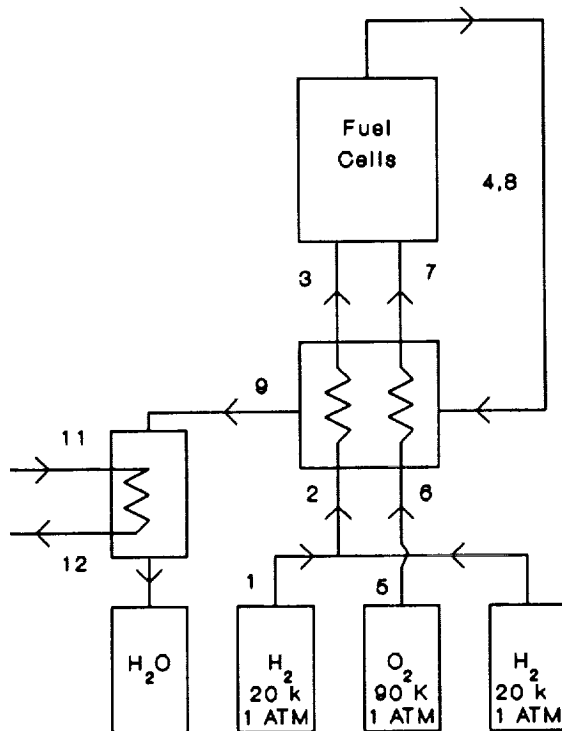 Fuel
Cells
4,8
3
7
9
11
2
6
12
1
5
H2O
H2
20 k
1 ATM
O2
90 K
1 ATM
H2
20 k
1 ATM